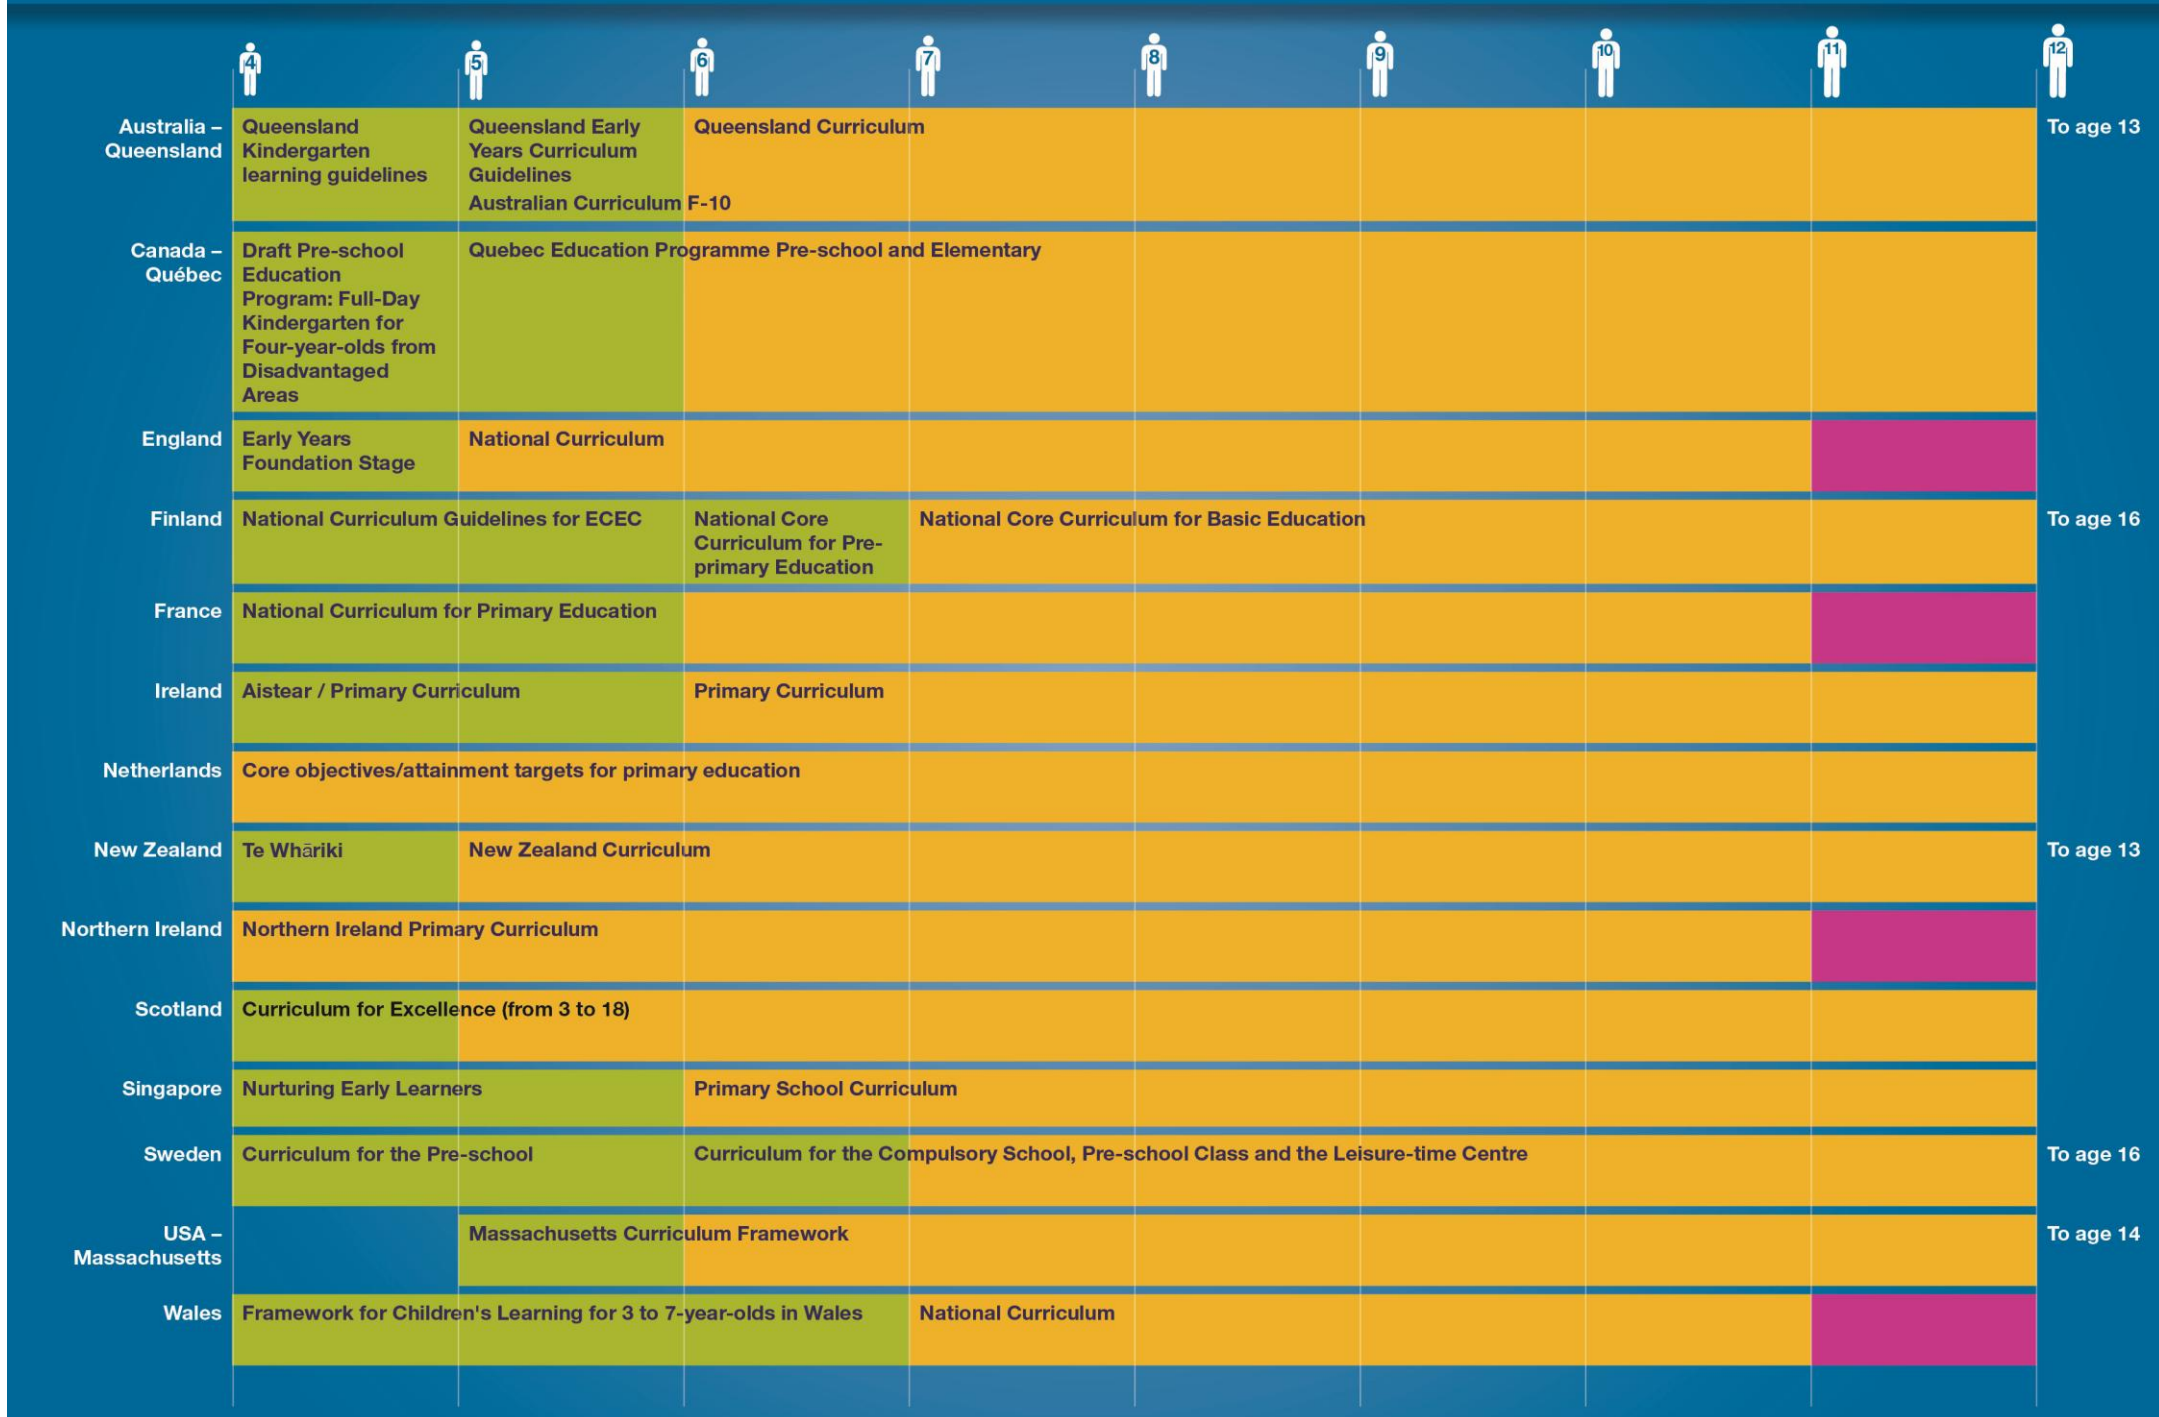 4
5
6
7
8
9
10
11
12
Australia –
Queensland
Queensland
Kindergarten
learning guidelines
Queensland Early
Years Curriculum
Guidelines
Australian Curriculum F-10
Queensland Curriculum
To age 13
Canada –
Québec
Draft Pre-school
Education
Program: Full-Day
Kindergarten for
Four-year-olds from
Disadvantaged
Areas
Quebec Education Programme Pre-school and Elementary
England
Early Years
Foundation Stage
National Curriculum
Finland
National Curriculum Guidelines for ECEC
National Core
Curriculum for Pre-
primary Education
National Core Curriculum for Basic Education
To age 16
France
National Curriculum for Primary Education
Ireland
Aistear / Primary Curriculum
Primary Curriculum
Netherlands
Core objectives/attainment targets for primary education
New Zealand
Te Whāriki
New Zealand Curriculum
To age 13
Northern Ireland
Northern Ireland Primary Curriculum
Scotland
Curriculum for Excellence (from 3 to 18)
Singapore
Nurturing Early Learners
Primary School Curriculum
Sweden
Curriculum for the Pre-school
Curriculum for the Compulsory School, Pre-school Class and the Leisure-time Centre
To age 16
USA –
Massachusetts
Massachusetts Curriculum Framework
To age 14
Wales
Framework for Children's Learning for 3 to 7-year-olds in Wales
National Curriculum